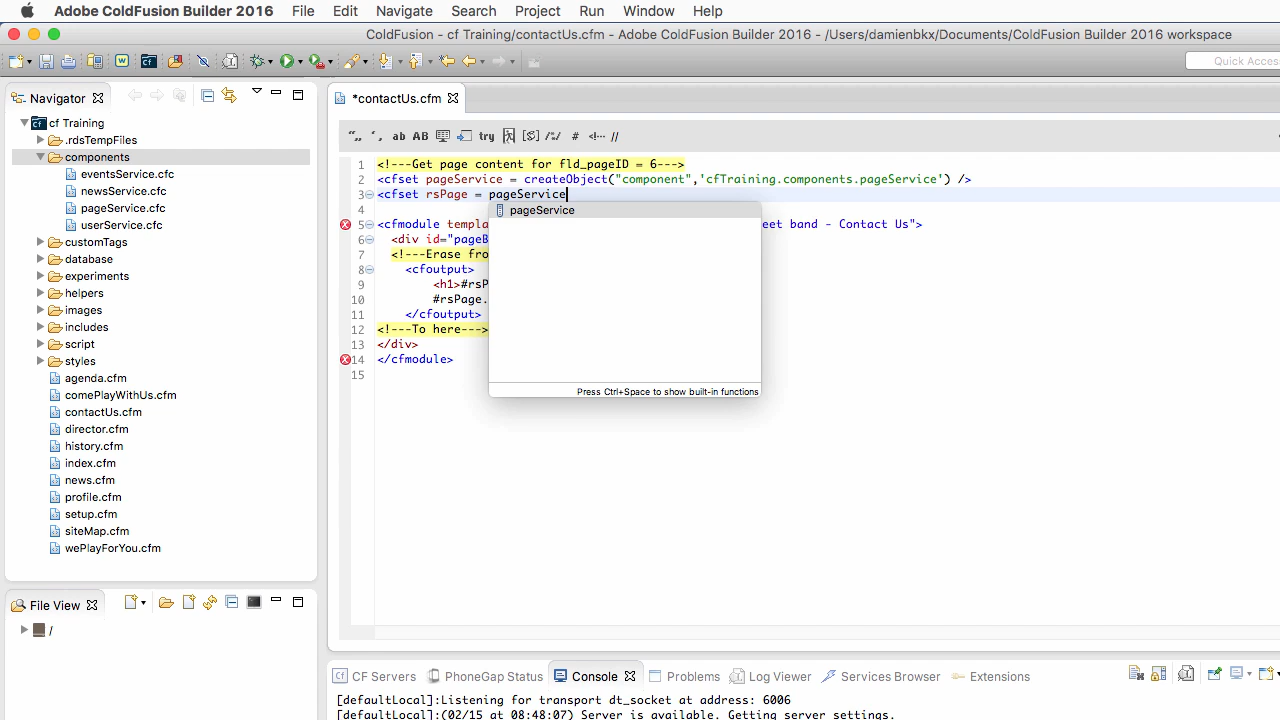 Adobe ColdFusion Builder 2016 File Edit Navigate Search Project Run Window Help
ColdFusion - cf Training/contactUs.cfm - Adobe ColdFusion Builder 2016 - /Users/damienbkx/Documents/ColdFusion Builder 2016 workspace
Quick Access
Navigator
*contactUs.cfm
cf Training
.rdsTempFiles
components
eventsService.cfc
newsService.cfc
pageService.cfc
userService.cfc
customTags
database
experiments
helpers
images
includes
script
styles
agenda.cfm
comePlayWithUs.cfm
contactUs.cfm
director.cfm
history.cfm
index.cfm
news.cfm
profile.cfm
setup.cfm
siteMap.cfm
wePlayForYou.cfm
File View
/
ab AB try /*/ # <!-- //
1 <!---Get page content for fld_pageID = 6--->
2 <cfset pageService = createObject("component",'cfTraining.components.pageService') />
3 <cfset rsPage = pageService
4
5 <cfmodule templa eet band - Contact Us">
6 <div id="pageB
7 <!---Erase fro
8 <cfoutput>
9 <h1>#rsP
10 #rsPage.
11 </cfoutput>
12 <!---To here--->
13 </div>
14 </cfmodule>
15
pageService
Press Ctrl+Space to show built-in functions
CF Servers PhoneGap Status Console Problems Log Viewer Services Browser Extensions
[defaultLocal]:Listening for transport dt_socket at address: 6006
[defaultLocal]:(02/15 at 08:48:07) Server is available. Getting server settings.